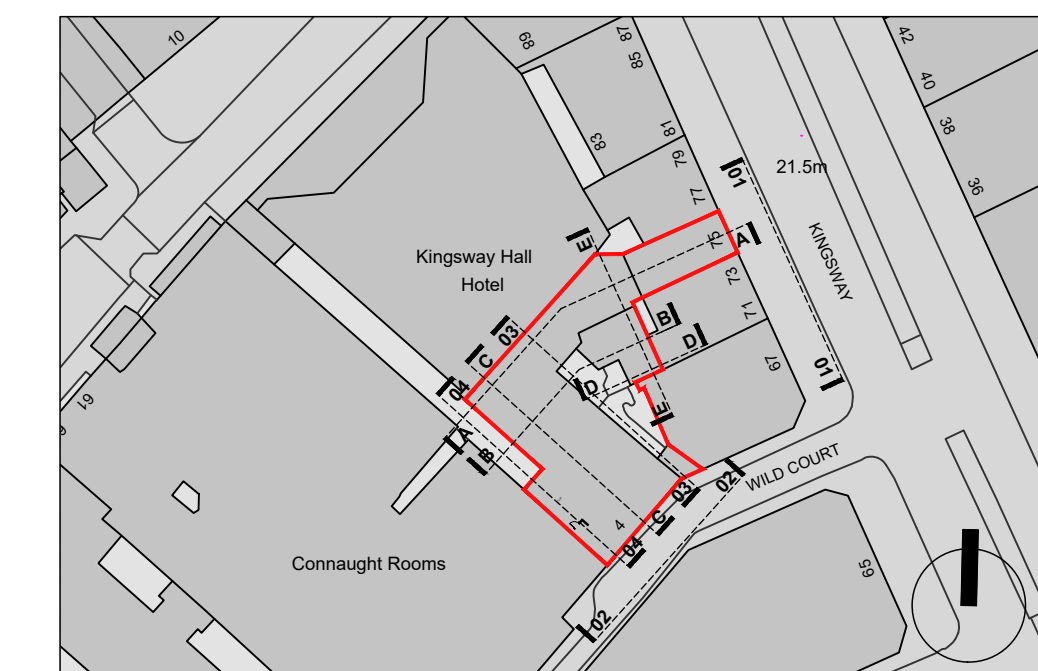 10
89
87
85
42
40
38
36
83
81
79
77
75
73
71
67
65
61
01
21.5m
KINGSWAY
01
A
E
Kingsway Hall
Hotel
B
D
03
C
04
D
E
A
B
WILD COURT
02
03
C
4
04
02
Connaught Rooms